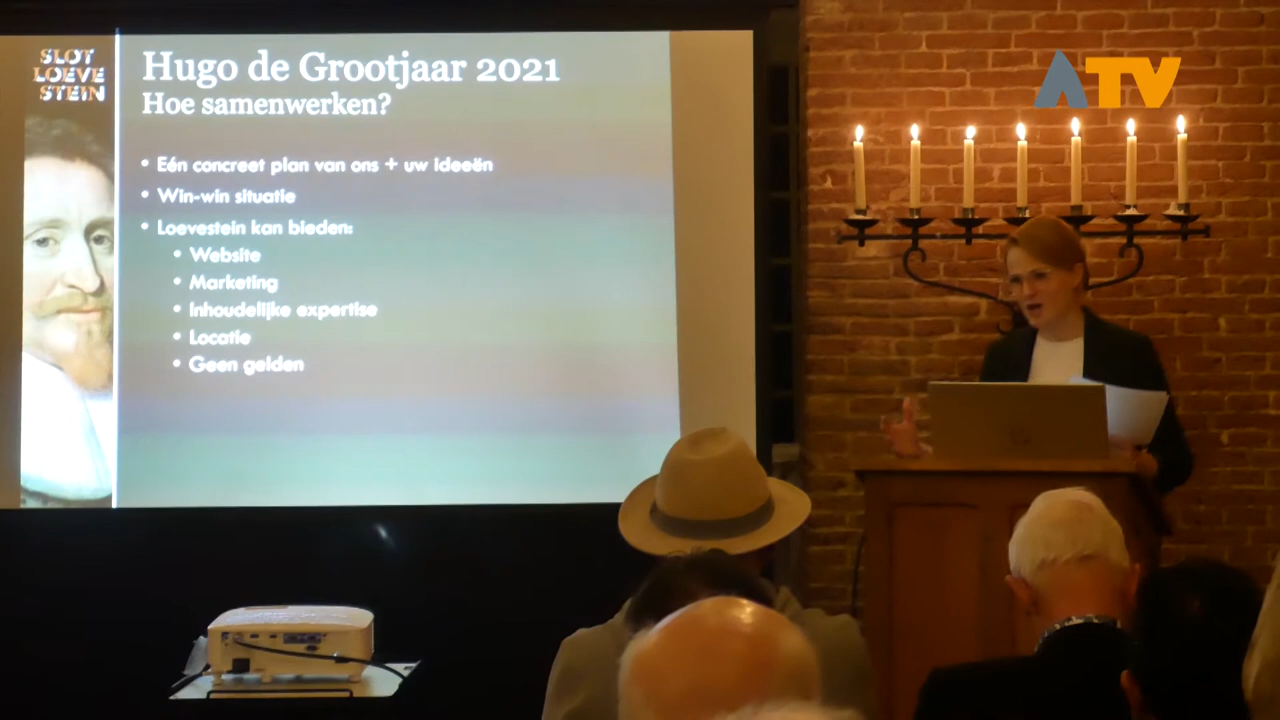 SLOT
LOEVE
STEIN
Hugo de Grootjaar 2021
Hoe samenwerken?
• Eén concreet plan van ons + uw ideeën
• Win-win situatie
• Loevestein kan bieden:
• Website
• Marketing
• Inhoudelijke expertise
• Locatie
• Geen gelden
ATV